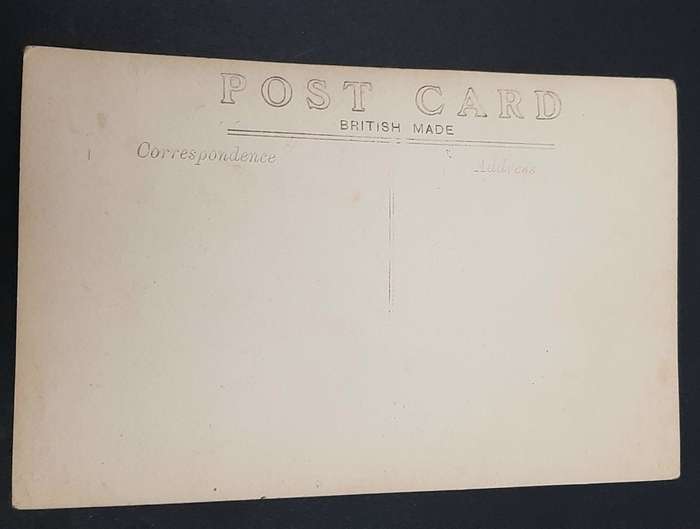 POST CARD
BRITISH MADE
Correspondence
Address